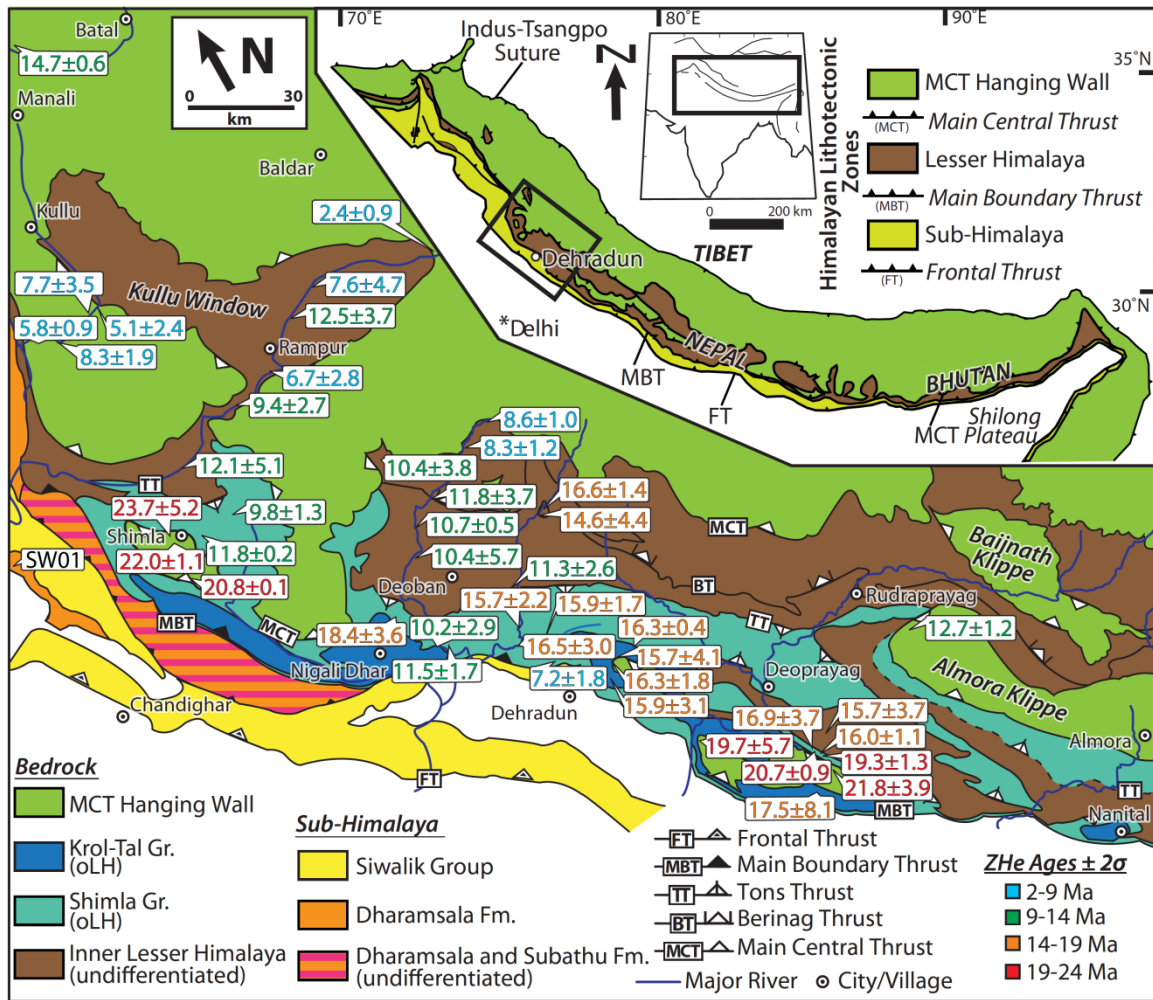 Batal
14.7±0.6
Manali
N
0 30
km
Baldar
Kullu
2.4±0.9
7.7±3.5
Kullu Window
7.6±4.7
5.8±0.9
5.1±2.4
12.5±3.7
8.3±1.9
Rampur
6.7±2.8
9.4±2.7
70°E
80°E
90°E
35°N
30°N
Indus-Tsangpo
Suture
N
0 200 km
TIBET
Dehradun
*Delhi
NEPAL
MBT
FT
BHUTAN
Shilong
Plateau
MCT
Himalayan Lithotectonic
Zones
MCT Hanging Wall
(MCT) Main Central Thrust
Lesser Himalaya
(MBT) Main Boundary Thrust
Sub-Himalaya
(FT) Frontal Thrust
8.6±1.0
8.3±1.2
12.1±5.1
10.4±3.8
TT
16.6±1.4
23.7±5.2
9.8±1.3
11.8±3.7
14.6±4.4
MCT
Shimla
10.7±0.5
Baijnath
Klippe
SW01
11.8±0.2
10.4±5.7
22.0±1.1
20.8±0.1
Deoban
11.3±2.6
BT
Rudraprayag
15.7±2.2
15.9±1.7
MBT
MCT
TT
12.7±1.2
18.4±3.6
10.2±2.9
16.3±0.4
16.5±3.0
15.7±4.1
Nigali Dhar
11.5±1.7
7.2±1.8
16.3±1.8
Deoprayag
Almora Klippe
Chandighar
Dehradun
15.9±3.1
16.9±3.7
15.7±3.7
Almora
19.7±5.7
16.0±1.1
19.3±1.3
20.7±0.9
21.8±3.9
FT
17.5±8.1
MBT
TT
Nanital
Bedrock
MCT Hanging Wall
Krol-Tal Gr.
(oLH)
Shimla Gr.
(oLH)
Inner Lesser Himalaya
(undifferentiated)
Sub-Himalaya
Siwalik Group
Dharamsala Fm.
Dharamsala and Subathu Fm.
(undifferentiated)
FT Frontal Thrust
MBT Main Boundary Thrust
TT Tons Thrust
BT Berinag Thrust
MCT Main Central Thrust
Major River
City/Village
ZHe Ages ± 2σ
2-9 Ma
9-14 Ma
14-19 Ma
19-24 Ma